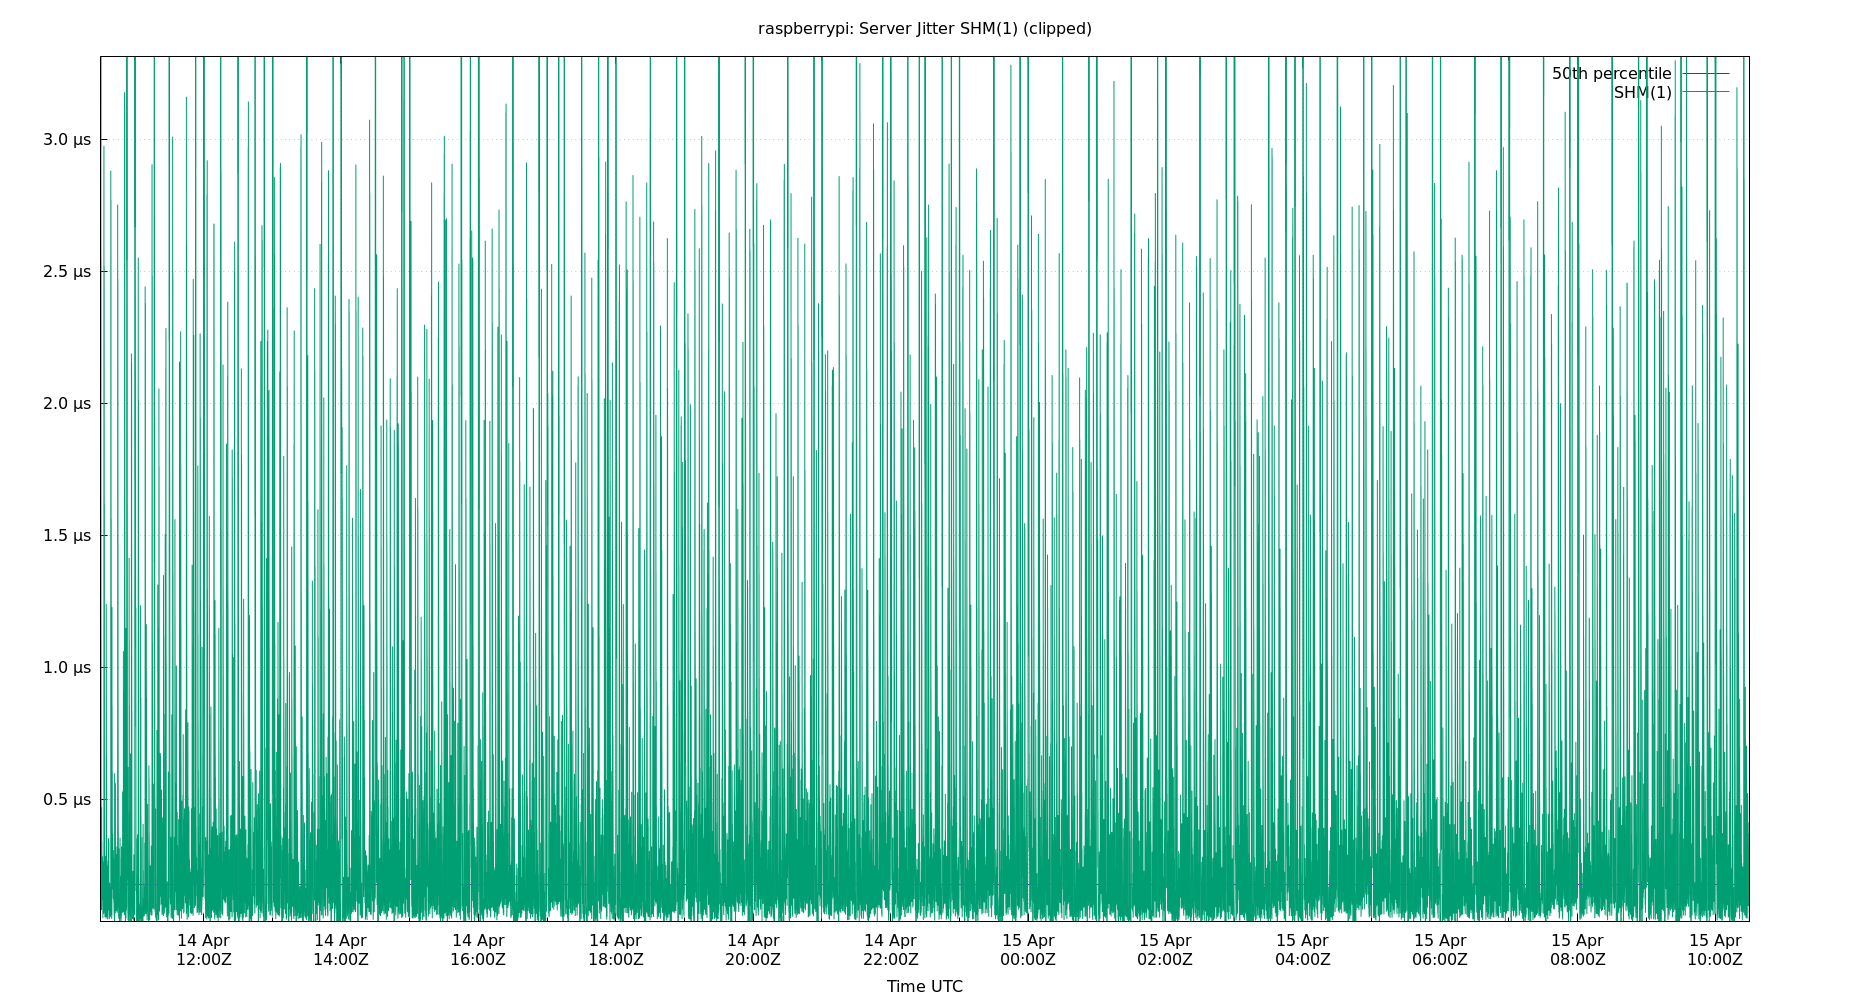 raspberrypi: Server Jitter SHM(1) (clipped)
50th percentile
SHM(1)
3.0 µs
2.5 µs
2.0 µs
1.5 µs
1.0 µs
0.5 µs
14 Apr 14 Apr 14 Apr 14 Apr 14 Apr 14 Apr 15 Apr 15 Apr 15 Apr 15 Apr 15 Apr 15 Apr
12:00Z 14:00Z 16:00Z 18:00Z 20:00Z 22:00Z 00:00Z 02:00Z 04:00Z 06:00Z 08:00Z 10:00Z
Time UTC